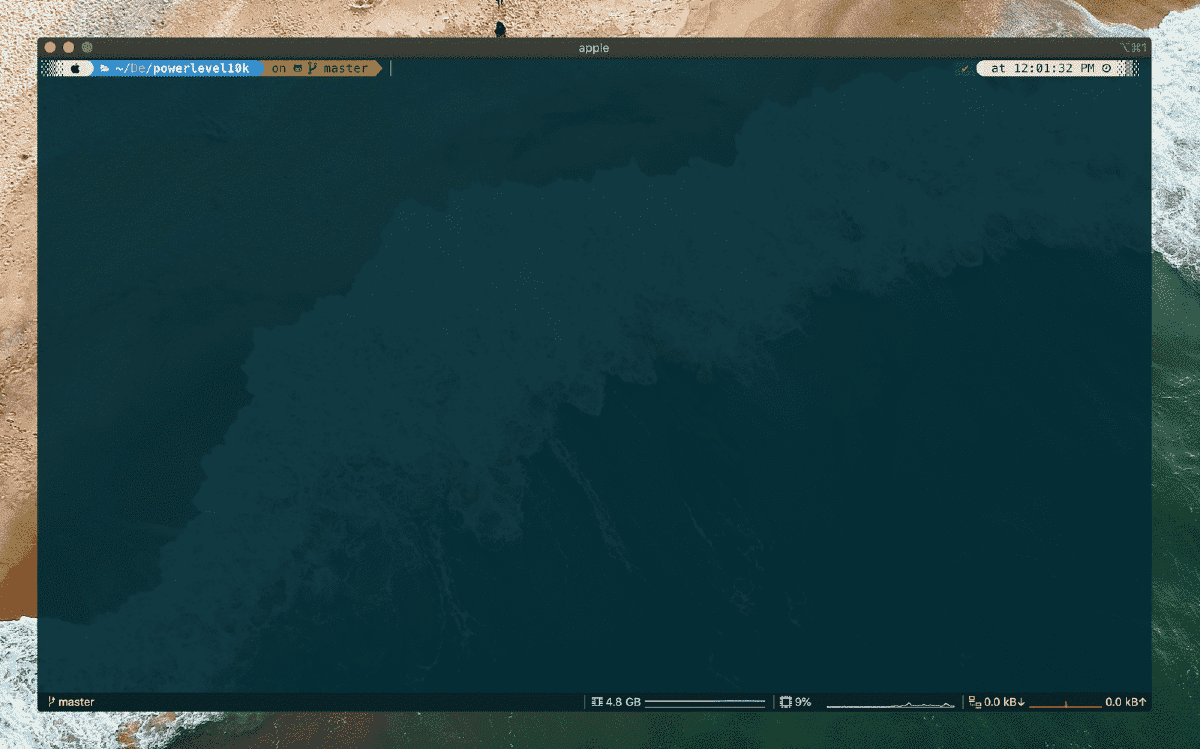 apple
⌥⌘1
~/De/powerlevel10k on master
at 12:01:32 PM
master
4.8 GB
9%
0.0 kB↓
0.0 kB↑